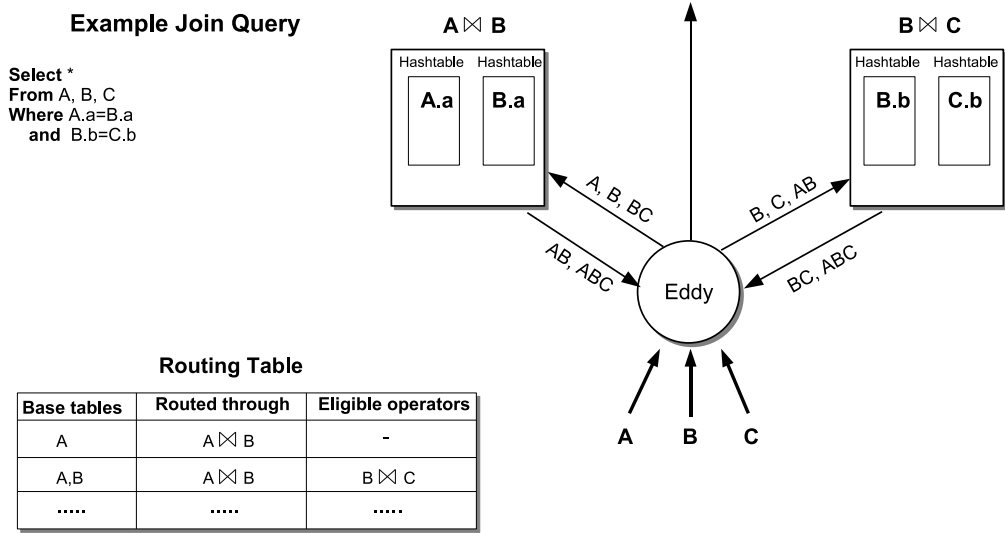 Example Join Query
Select *
From A, B, C
Where A.a=B.a
and B.b=C.b
A ⋈ B
Hashtable Hashtable
A.a B.a
B ⋈ C
Hashtable Hashtable
B.b C.b
A, B, BC
AB, ABC
B, C, AB
BC, ABC
Eddy
A B C
Routing Table
Base tables Routed through Eligible operators
A A ⋈ B -
A,B A ⋈ B B ⋈ C
..... ..... .....